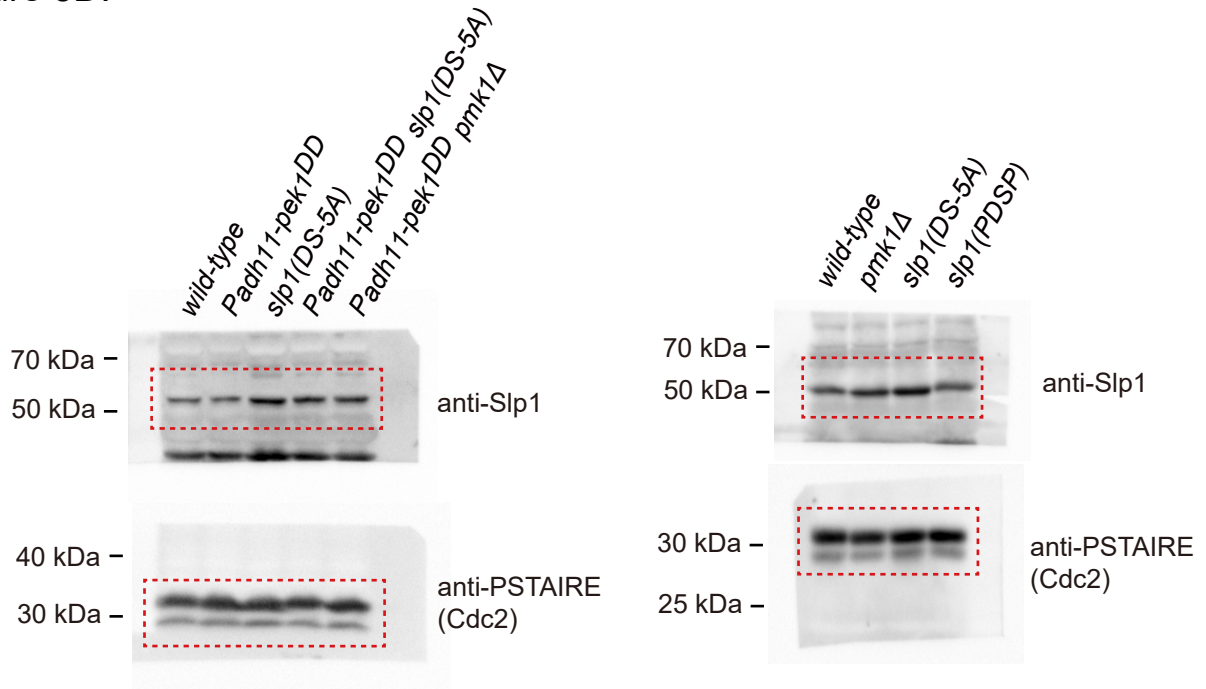 wild-type
Padh11-pek1DD
slp1(DS-5A)
Padh11-pek1DD slp1(DS-5A)
Padh11-pek1DD pmk1Δ
70 kDa
50 kDa
anti-Slp1
40 kDa
30 kDa
anti-PSTAIRE
(Cdc2)
wild-type
pmk1Δ
slp1(DS-5A)
slp1(PDSP)
70 kDa
50 kDa
anti-Slp1
30 kDa
25 kDa
anti-PSTAIRE
(Cdc2)